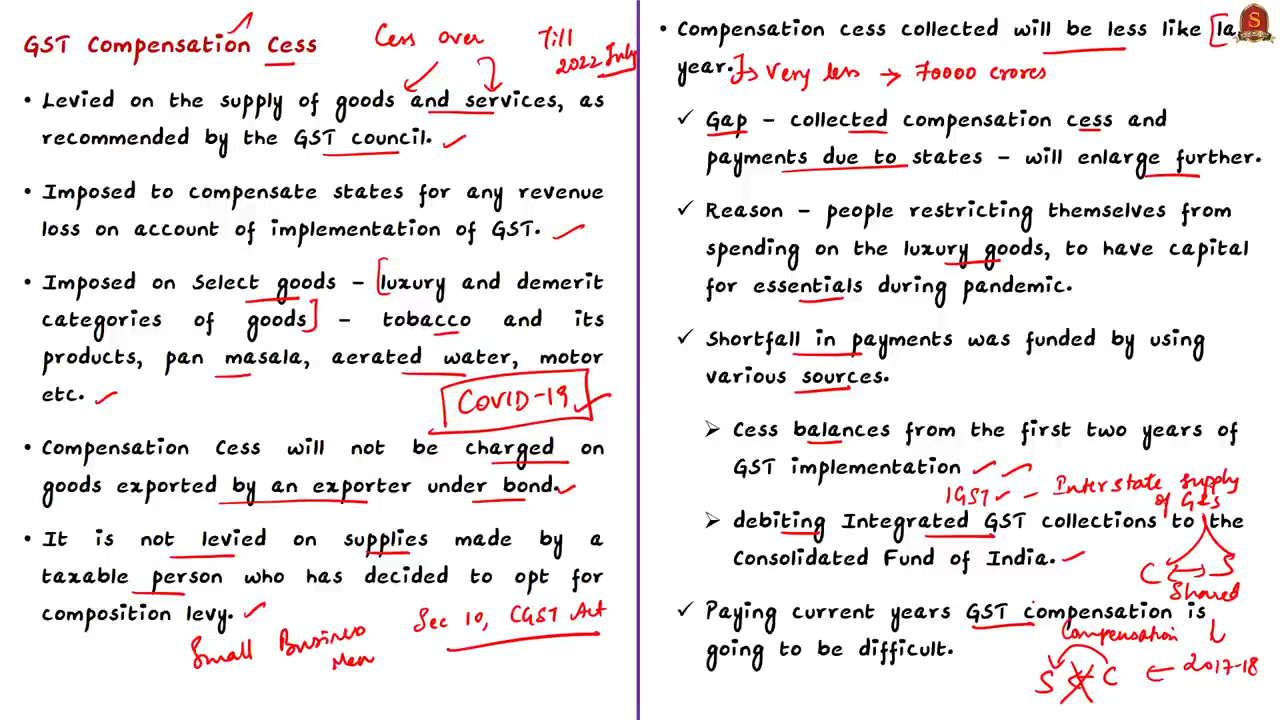 GST Compensation Cess
Cess over
Till
2022 July
• Levied on the supply of goods and services, as
recommended by the GST council.
• Imposed to compensate states for any revenue
loss on account of implementation of GST.
• Imposed on Select goods - [luxury and demerit
categories of goods] - tobacco and its
products, pan masala, aerated water, motor
etc.
COVID-19
• Compensation Cess will not be charged on
goods exported by an exporter under bond.
• It is not levied on supplies made by a
taxable person who has decided to opt for
composition levy.
Sec 10, CGST Act
Small Business
Men
• Compensation cess collected will be less like [la
year.] → Very less → 70000 crores
✓ Gap - collected compensation cess and
payments due to states - will enlarge further.
✓ Reason - people restricting themselves from
spending on the luxury goods, to have capital
for essentials during pandemic.
✓ Shortfall in payments was funded by using
various sources.
➢ Cess balances from the first two years of
GST implementation
IGST ✓ - Interstate supply
of G&S
➢ debiting Integrated GST collections to the
Consolidated Fund of India.
C S
Shared
✓ Paying current years GST compensation is
going to be difficult.
Compensation
S C ← 2017-18
S